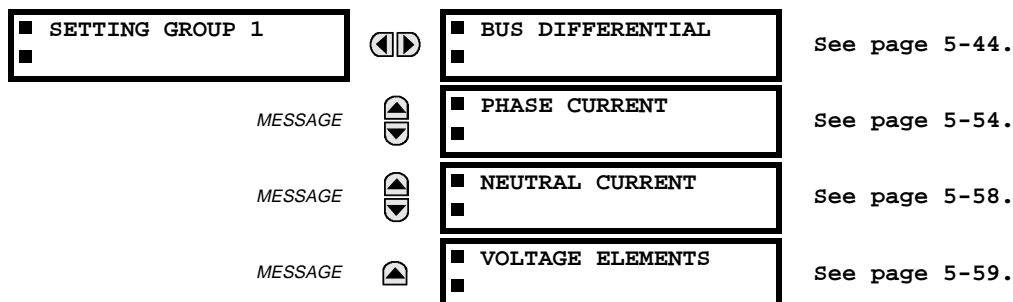 ■ SETTING GROUP 1
■
■ BUS DIFFERENTIAL
■
See page 5-44.
MESSAGE
■ PHASE CURRENT
■
See page 5-54.
MESSAGE
■ NEUTRAL CURRENT
■
See page 5-58.
MESSAGE
■ VOLTAGE ELEMENTS
■
See page 5-59.